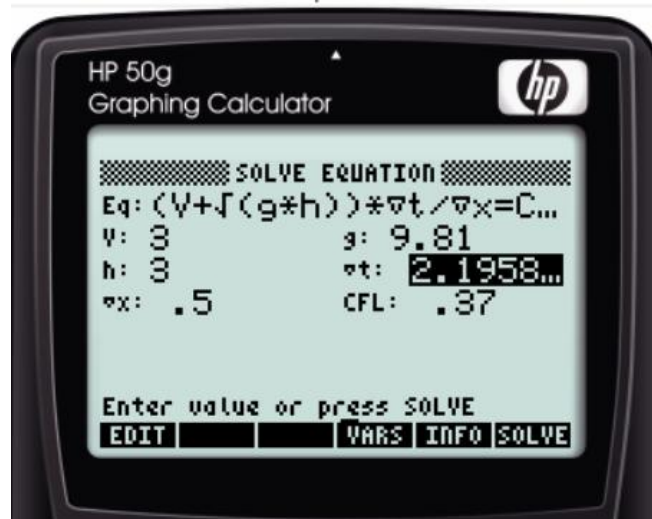 HP 50g
hp
Graphing Calculator
SOLVE EQUATION
Eq: (V+√(g*h))*∇t/∇x=C…
V: 3 g: 9.81
h: 3 ∇t: 2.1958…
∇x: .5 CFL: .37
Enter value or press SOLVE
EDIT VARS INFO SOLVE